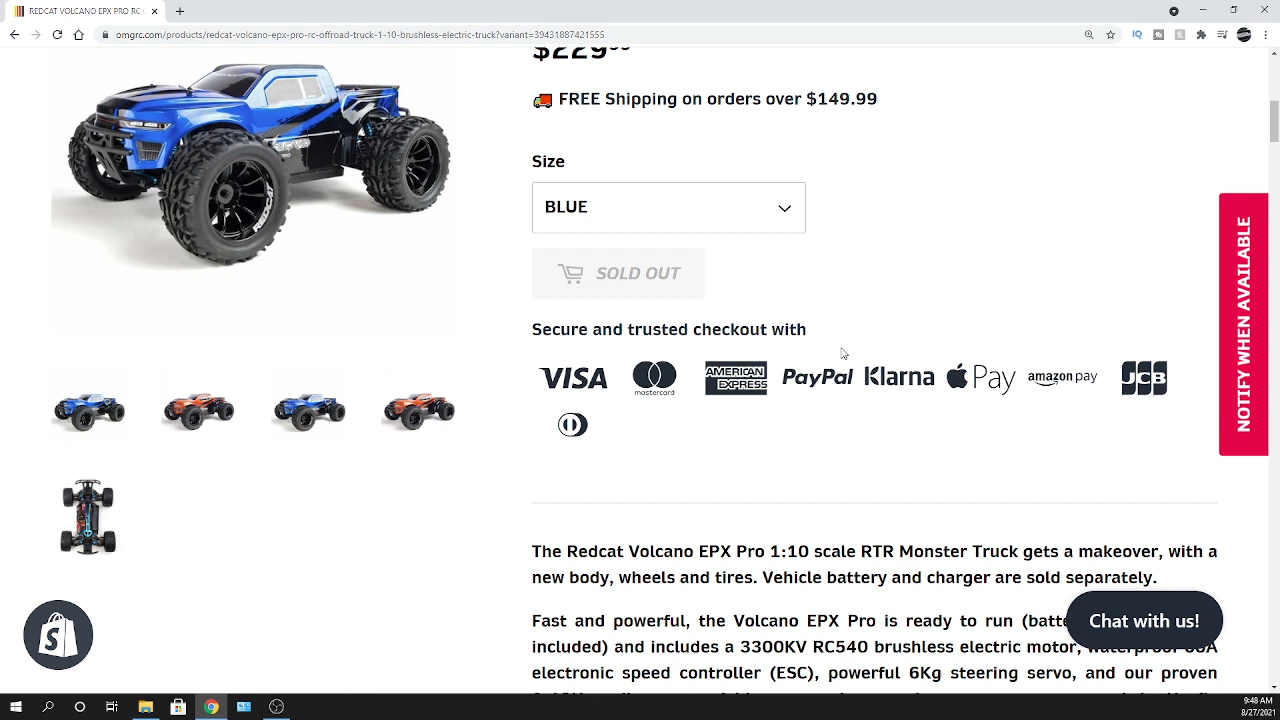 REDCAT VOLCANO EPX PRO RC
omgrc.com/products/redcat-volcano-epx-pro-rc-offroad-truck-1-10-brushless-electric-truck?variant=39431887421555
IQ
$229
FREE Shipping on orders over $149.99
Size
BLUE
SOLD OUT
Secure and trusted checkout with
VISA mastercard AMERICAN EXPRESS PayPal Klarna Pay amazon pay JCB
REDCAT
NOTIFY WHEN AVAILABLE
The Redcat Volcano EPX Pro 1:10 scale RTR Monster Truck gets a makeover, with a
new body, wheels and tires. Vehicle battery and charger are sold separately.
Fast and powerful, the Volcano EPX Pro is ready to run (batte
included) and includes a 3300KV RC540 brushless electric motor, waterproof 60A
electronic speed controller (ESC), powerful 6Kg steering servo, and our proven
Chat with us!
9:48 AM
8/27/2021